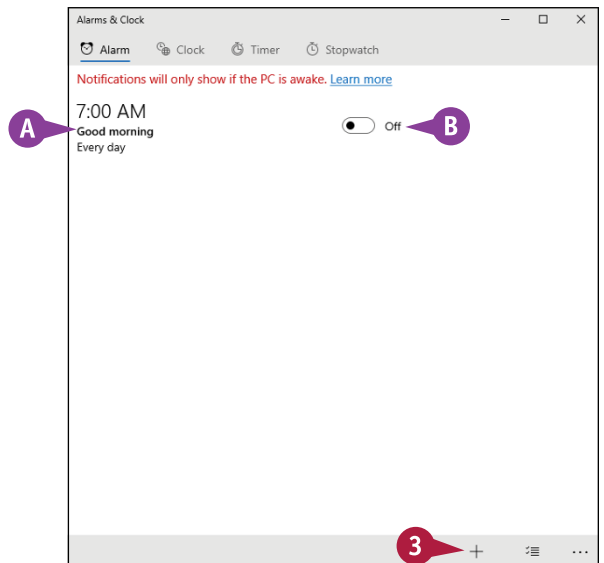 Alarms & Clock
Alarm Clock Timer Stopwatch
Notifications will only show if the PC is awake. Learn more
7:00 AM
A Good morning Off B
Every day
3